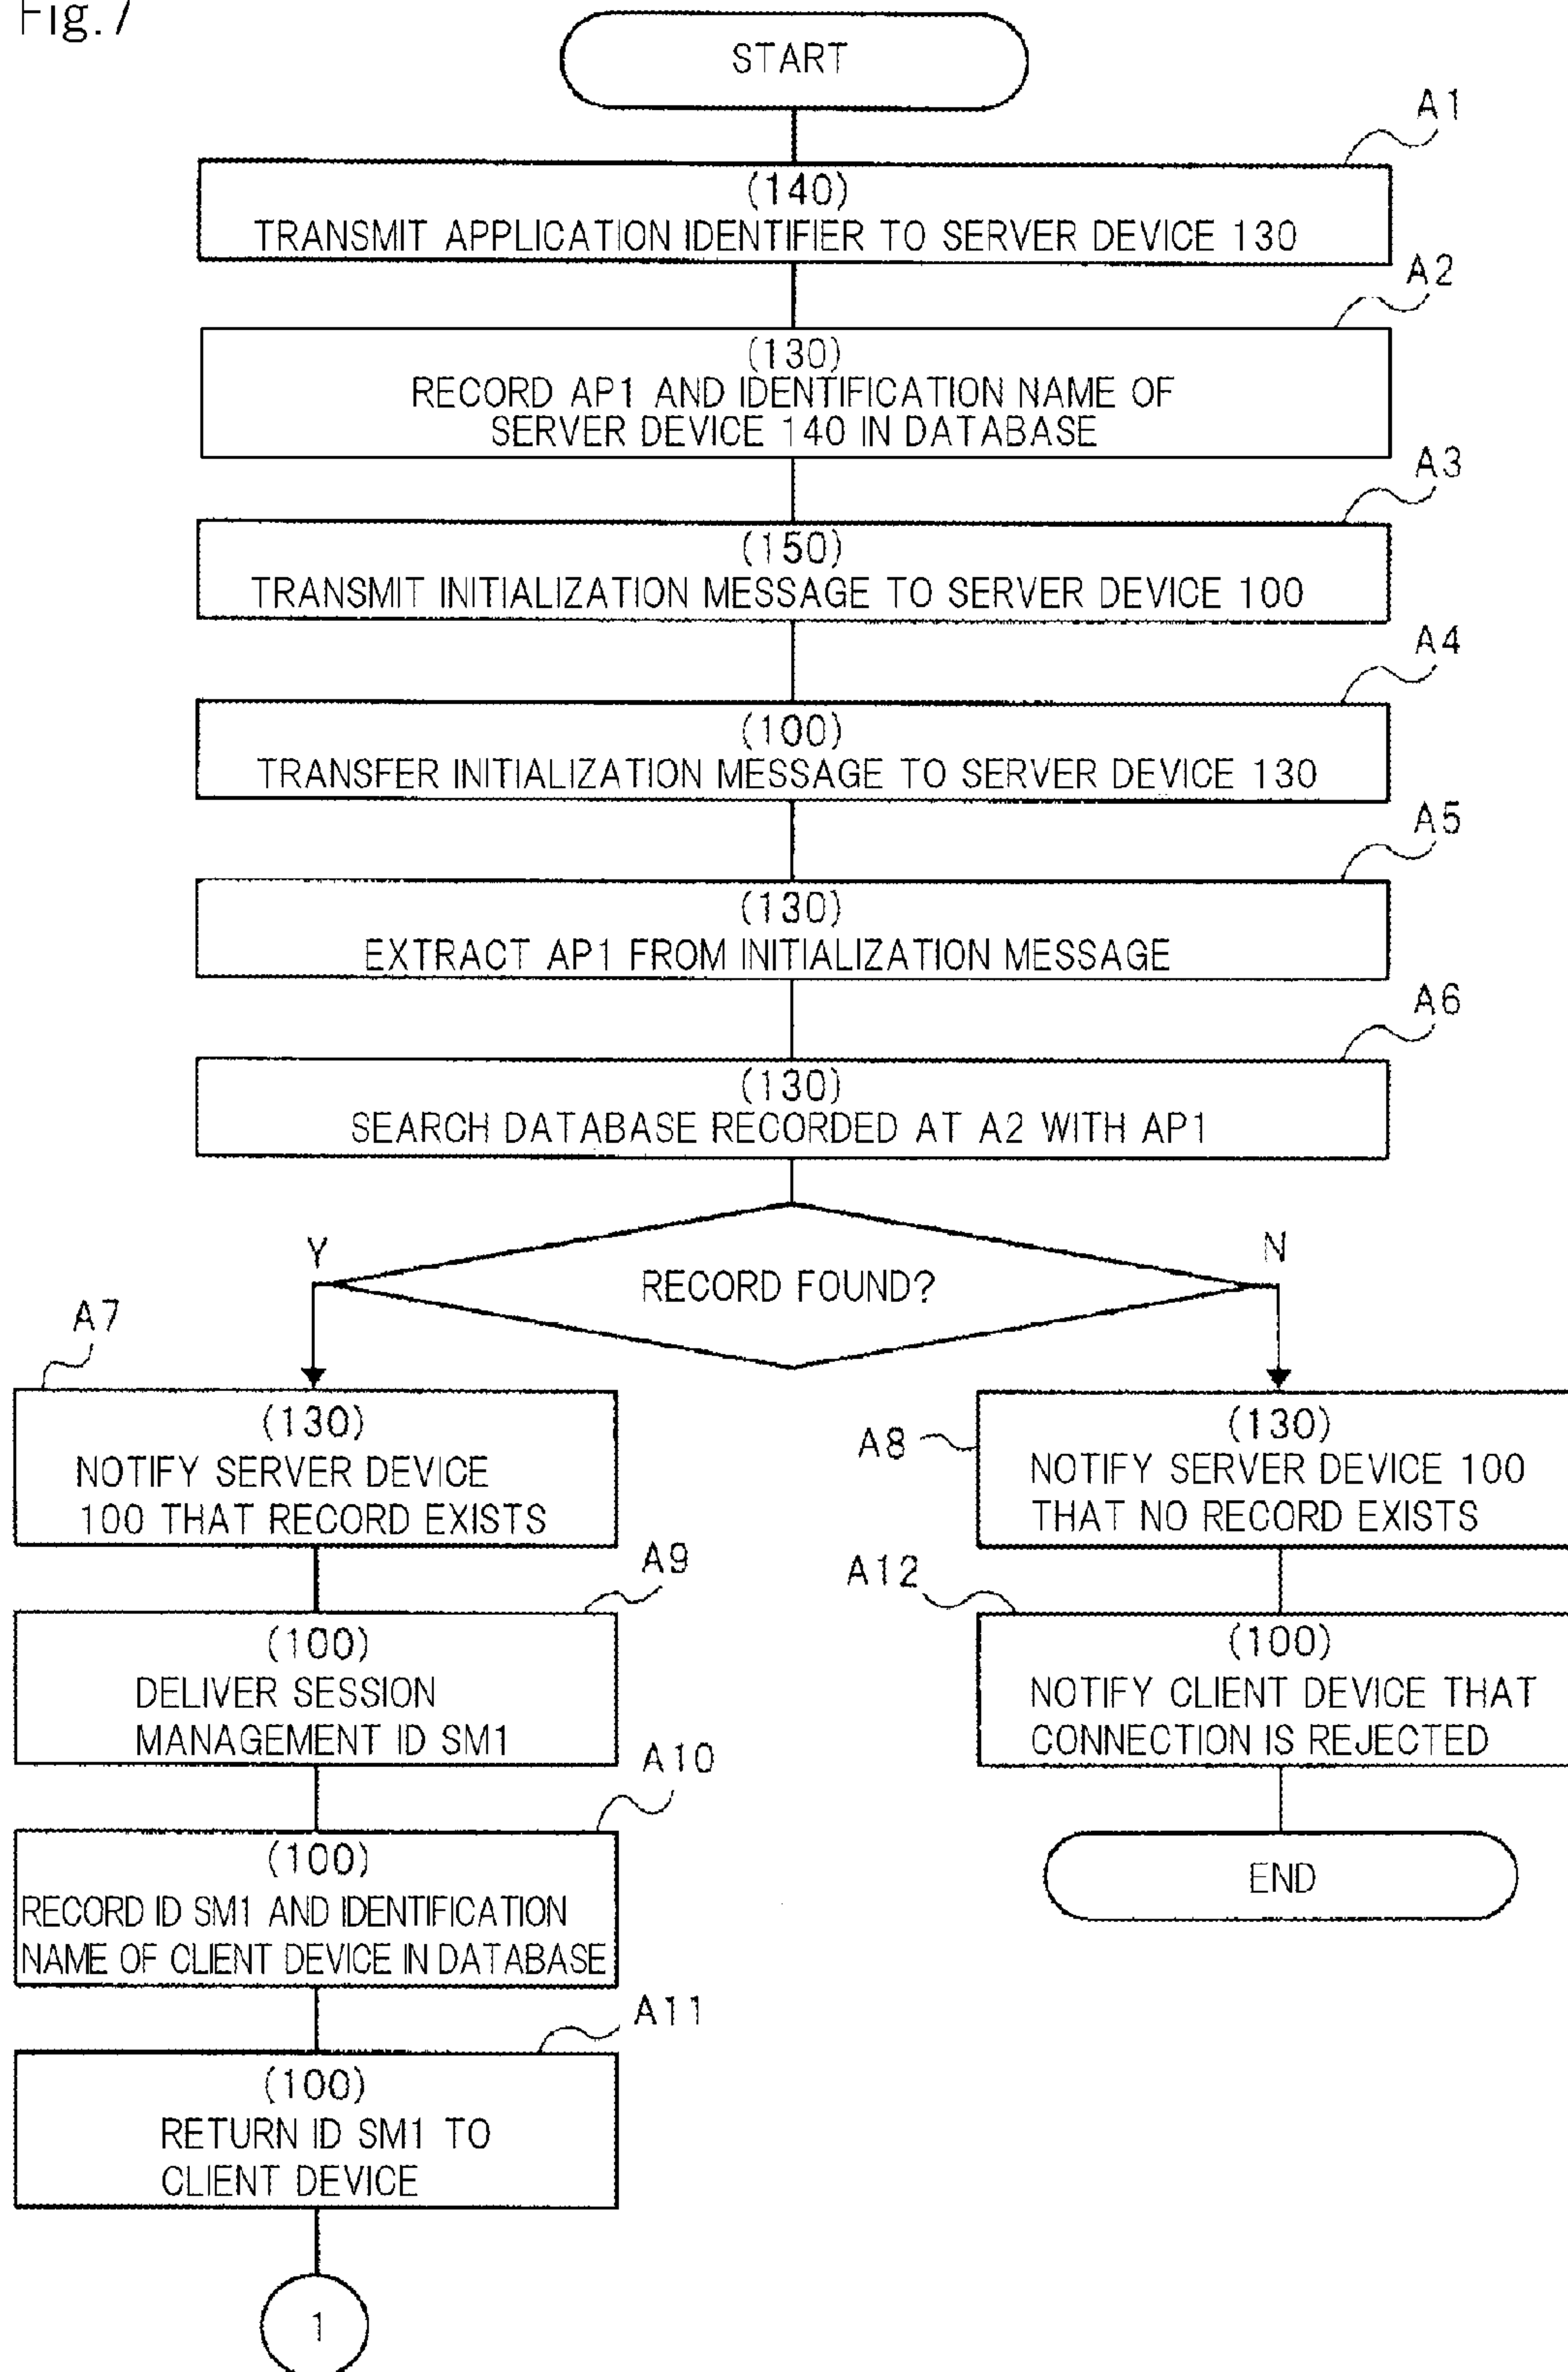 Fig.7
START
A1
(140)
TRANSMIT APPLICATION IDENTIFIER TO SERVER DEVICE 130
A2
(130)
RECORD AP1 AND IDENTIFICATION NAME OF
SERVER DEVICE 140 IN DATABASE
A3
(150)
TRANSMIT INITIALIZATION MESSAGE TO SERVER DEVICE 100
A4
(100)
TRANSFER INITIALIZATION MESSAGE TO SERVER DEVICE 130
A5
(130)
EXTRACT AP1 FROM INITIALIZATION MESSAGE
A6
(130)
SEARCH DATABASE RECORDED AT A2 WITH AP1
RECORD FOUND?
Y
N
A7
(130)
NOTIFY SERVER DEVICE
100 THAT RECORD EXISTS
A8
(130)
NOTIFY SERVER DEVICE 100
THAT NO RECORD EXISTS
A9
(100)
DELIVER SESSION
MANAGEMENT ID SM1
A12
(100)
NOTIFY CLIENT DEVICE THAT
CONNECTION IS REJECTED
A10
(100)
RECORD ID SM1 AND IDENTIFICATION
NAME OF CLIENT DEVICE IN DATABASE
END
A11
(100)
RETURN ID SM1 TO
CLIENT DEVICE
1